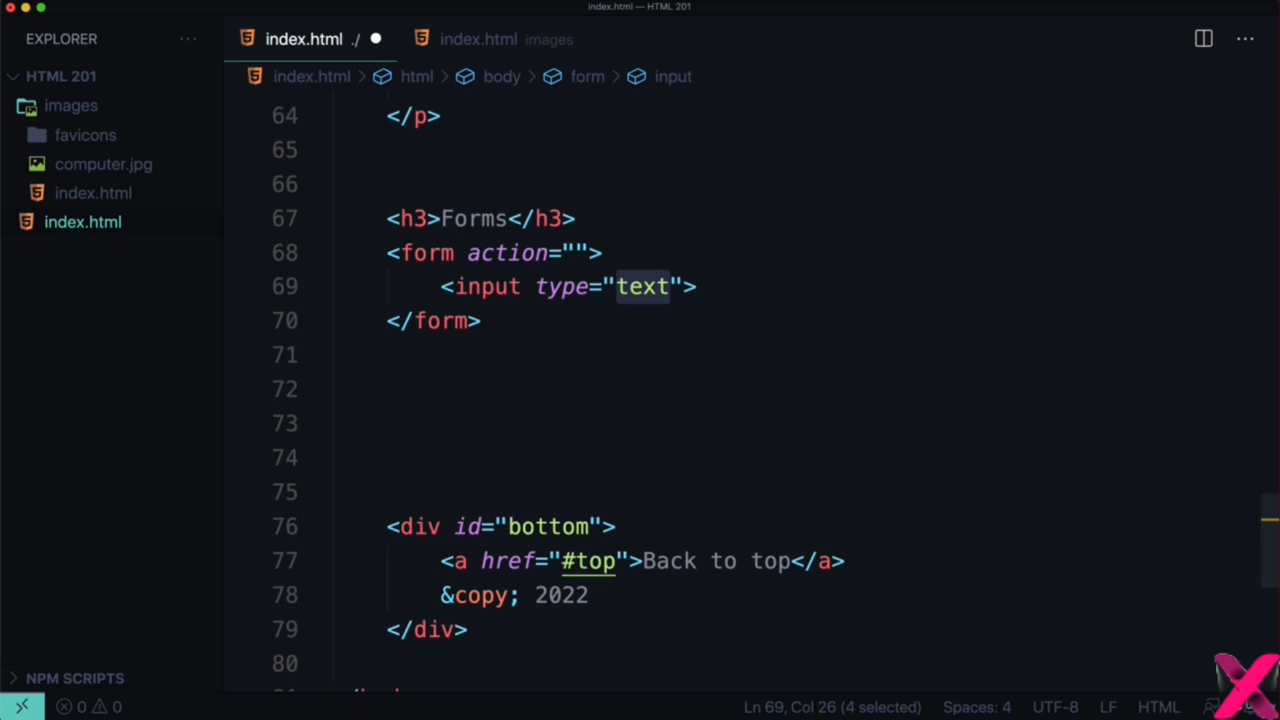 index.html — HTML 201
EXPLORER ···
index.html ./
index.html images
···
HTML 201
index.html > html > body > form > input
images
favicons
computer.jpg
index.html
index.html
64 </p>
65
66
67 <h3>Forms</h3>
68 <form action="">
69 <input type="text">
70 </form>
71
72
73
74
75
76 <div id="bottom">
77 <a href="#top">Back to top</a>
78 &copy; 2022
79 </div>
80
NPM SCRIPTS
0 0
Ln 69, Col 26 (4 selected) Spaces: 4 UTF-8 LF HTML
X